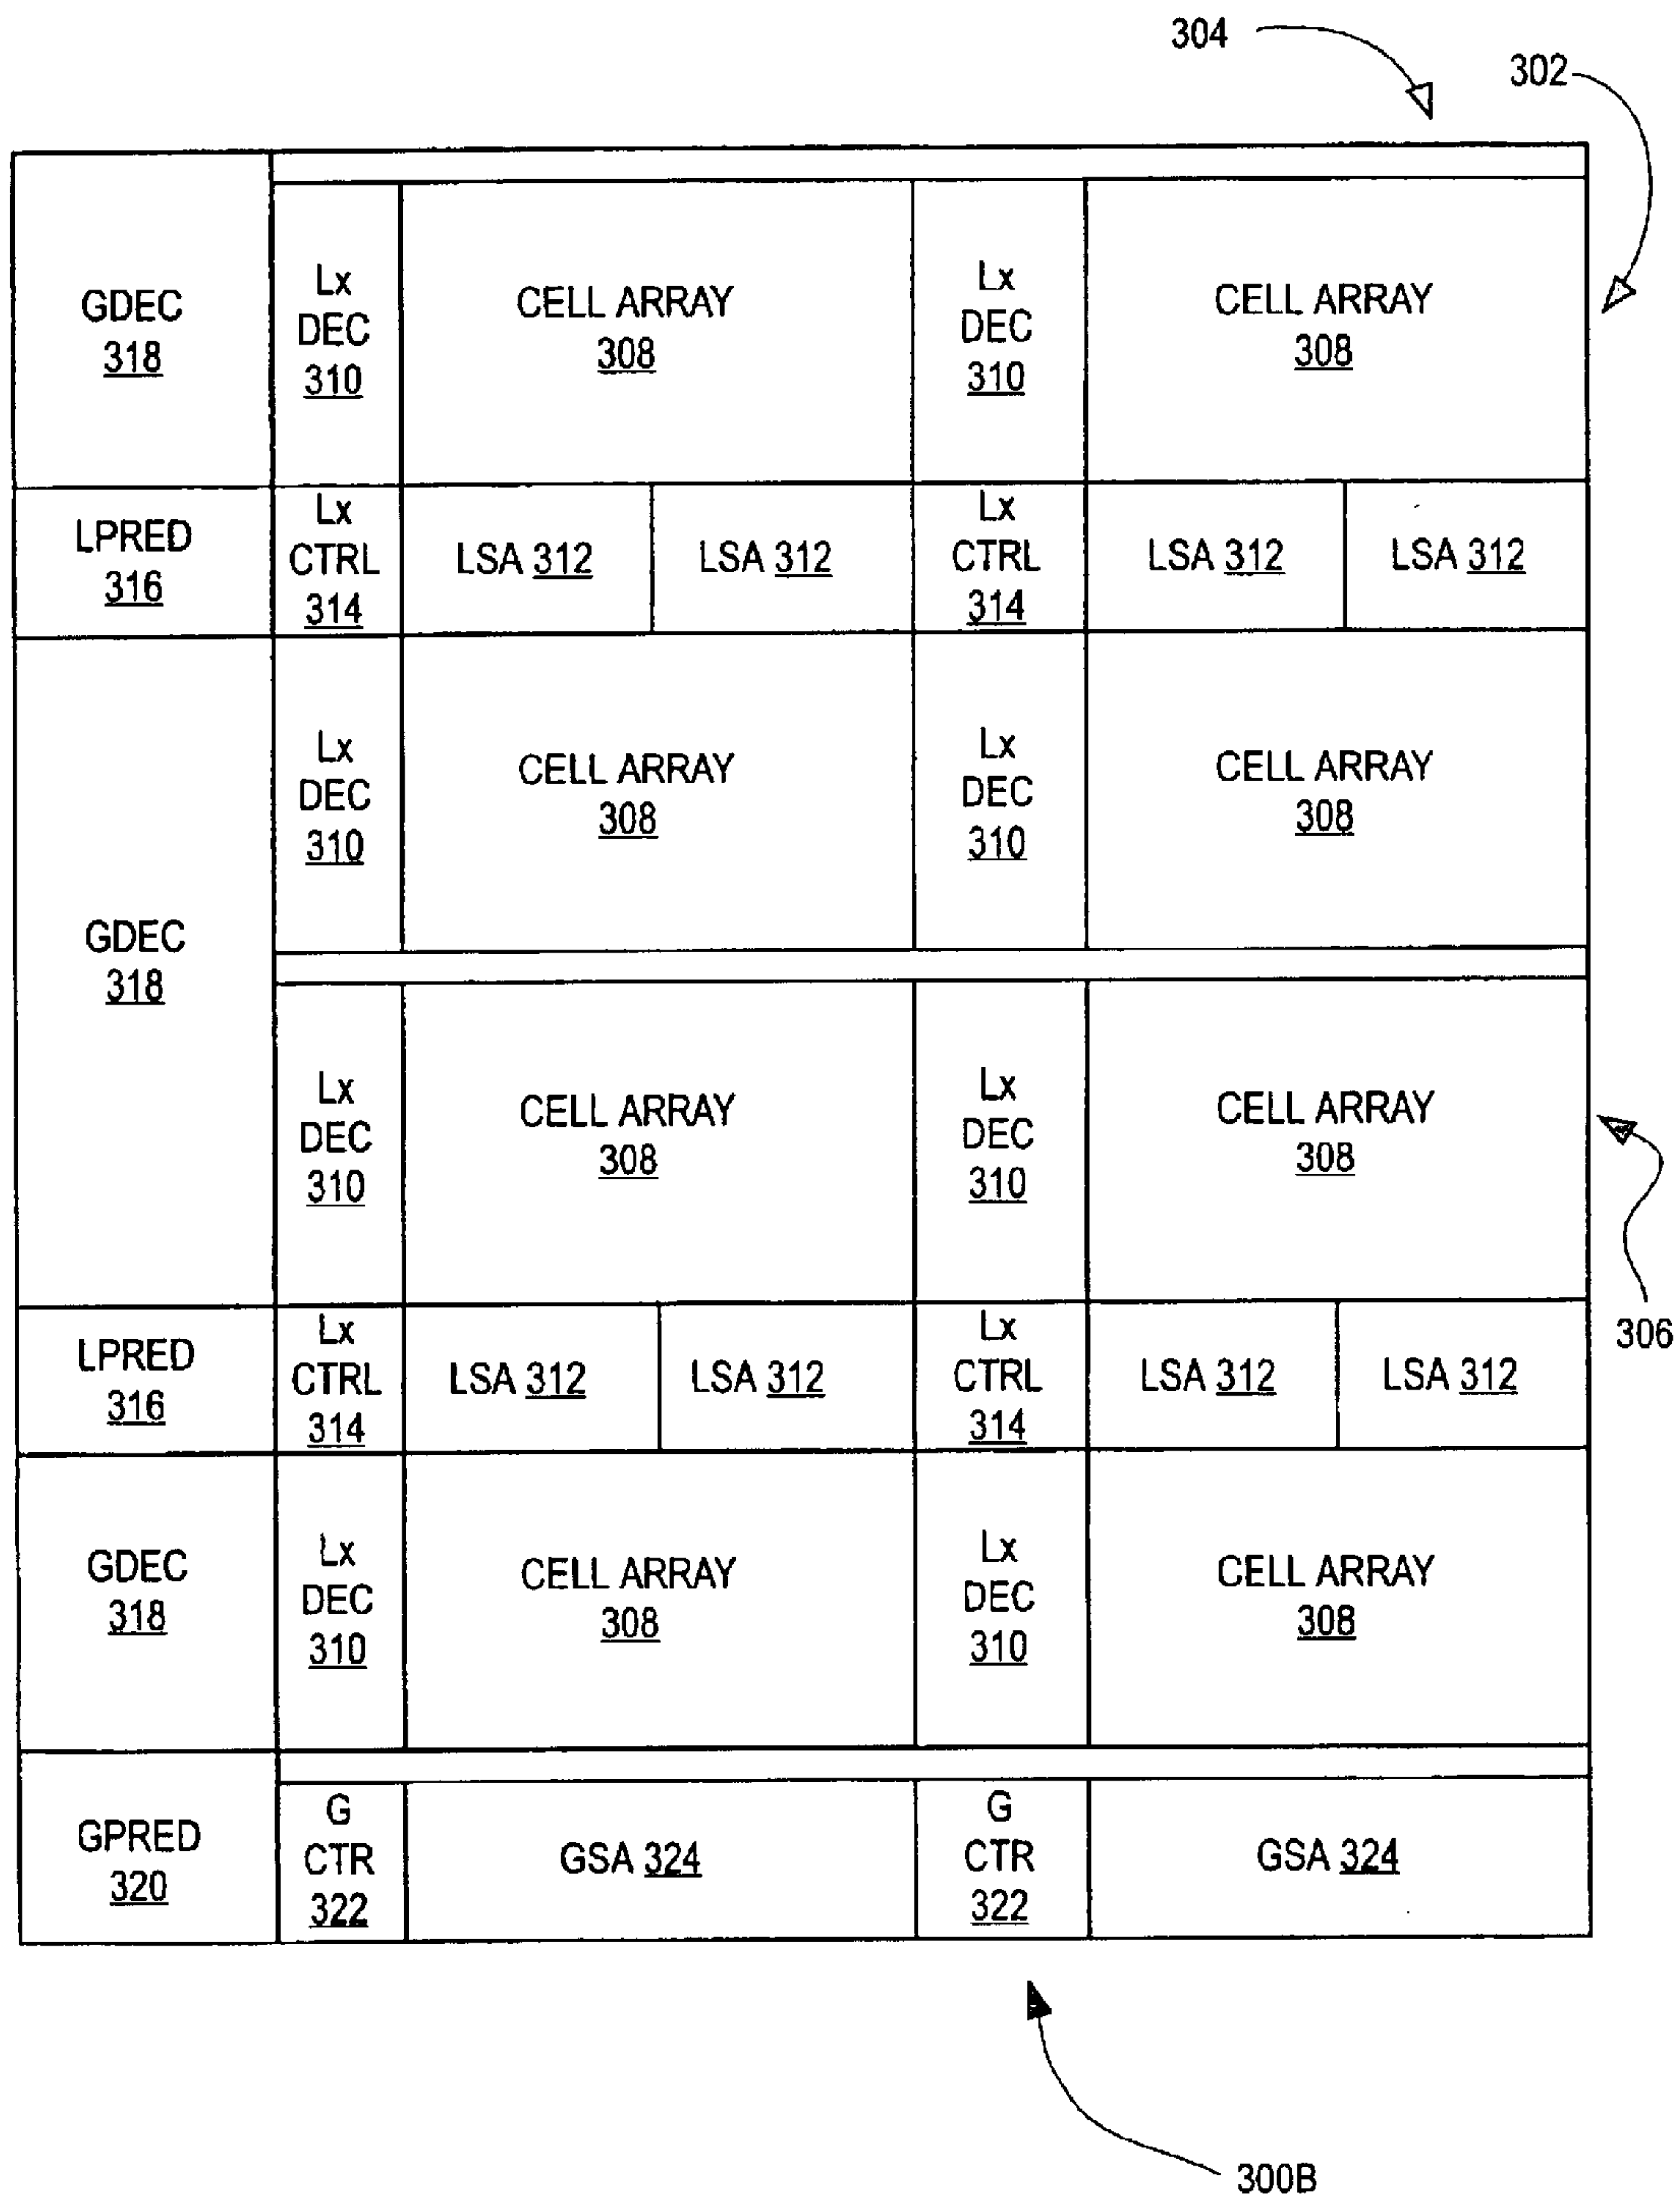 304
302
GDEC
318
Lx
DEC
310
CELL ARRAY
308
Lx
DEC
310
CELL ARRAY
308
LPRED
316
Lx
CTRL
314
LSA 312
LSA 312
Lx
CTRL
314
LSA 312
LSA 312
GDEC
318
Lx
DEC
310
CELL ARRAY
308
Lx
DEC
310
CELL ARRAY
308
Lx
DEC
310
CELL ARRAY
308
Lx
DEC
310
CELL ARRAY
308
306
LPRED
316
Lx
CTRL
314
LSA 312
LSA 312
Lx
CTRL
314
LSA 312
LSA 312
GDEC
318
Lx
DEC
310
CELL ARRAY
308
Lx
DEC
310
CELL ARRAY
308
GPRED
320
G
CTR
322
GSA 324
G
CTR
322
GSA 324
300B